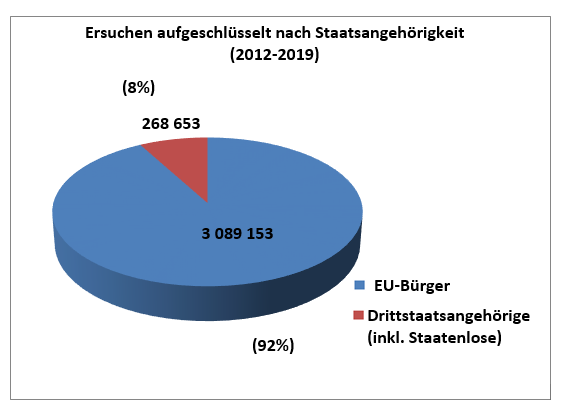 Ersuchen aufgeschlüsselt nach Staatsangehörigkeit
(2012-2019)
(8%)
268 653
3 089 153
EU-Bürger
Drittstaatsangehörige
(inkl. Staatenlose)
(92%)